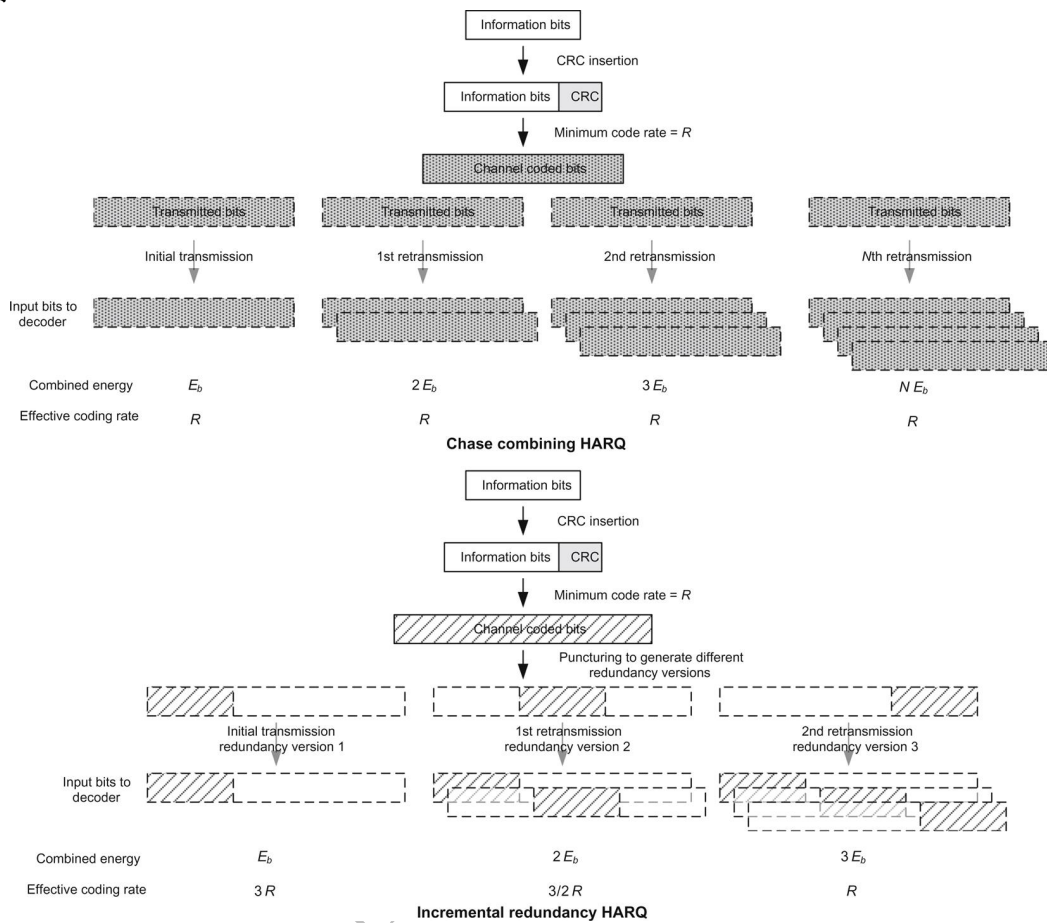 Information bits
CRC insertion
Information bits CRC
Minimum code rate = R
Channel coded bits
Transmitted bits Transmitted bits Transmitted bits Transmitted bits
Initial transmission 1st retransmission 2nd retransmission Nth retransmission
Input bits to
decoder
Combined energy E_b 2 E_b 3 E_b N E_b
Effective coding rate R R R R
Chase combining HARQ
Information bits
CRC insertion
Information bits CRC
Minimum code rate = R
Channel coded bits
Puncturing to generate different
redundancy versions
Initial transmission 1st retransmission 2nd retransmission
redundancy version 1 redundancy version 2 redundancy version 3
Input bits to
decoder
Combined energy E_b 2 E_b 3 E_b
Effective coding rate 3 R 3/2 R R
Incremental redundancy HARQ